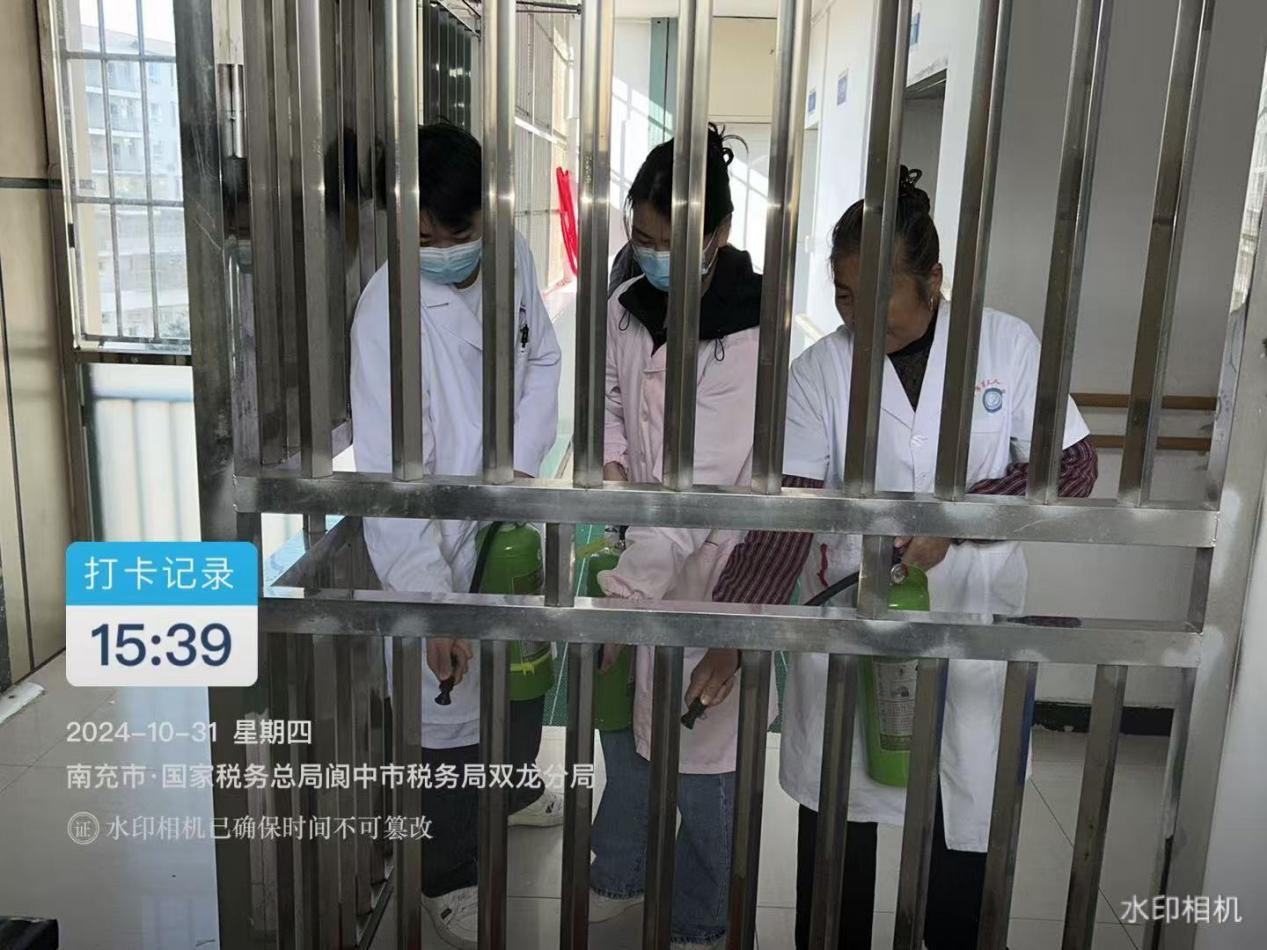 打卡记录
15:39
2024-10-31 星期四
南充市·国家税务总局阆中市税务局双龙分局
证 水印相机已确保时间不可篡改
水印相机